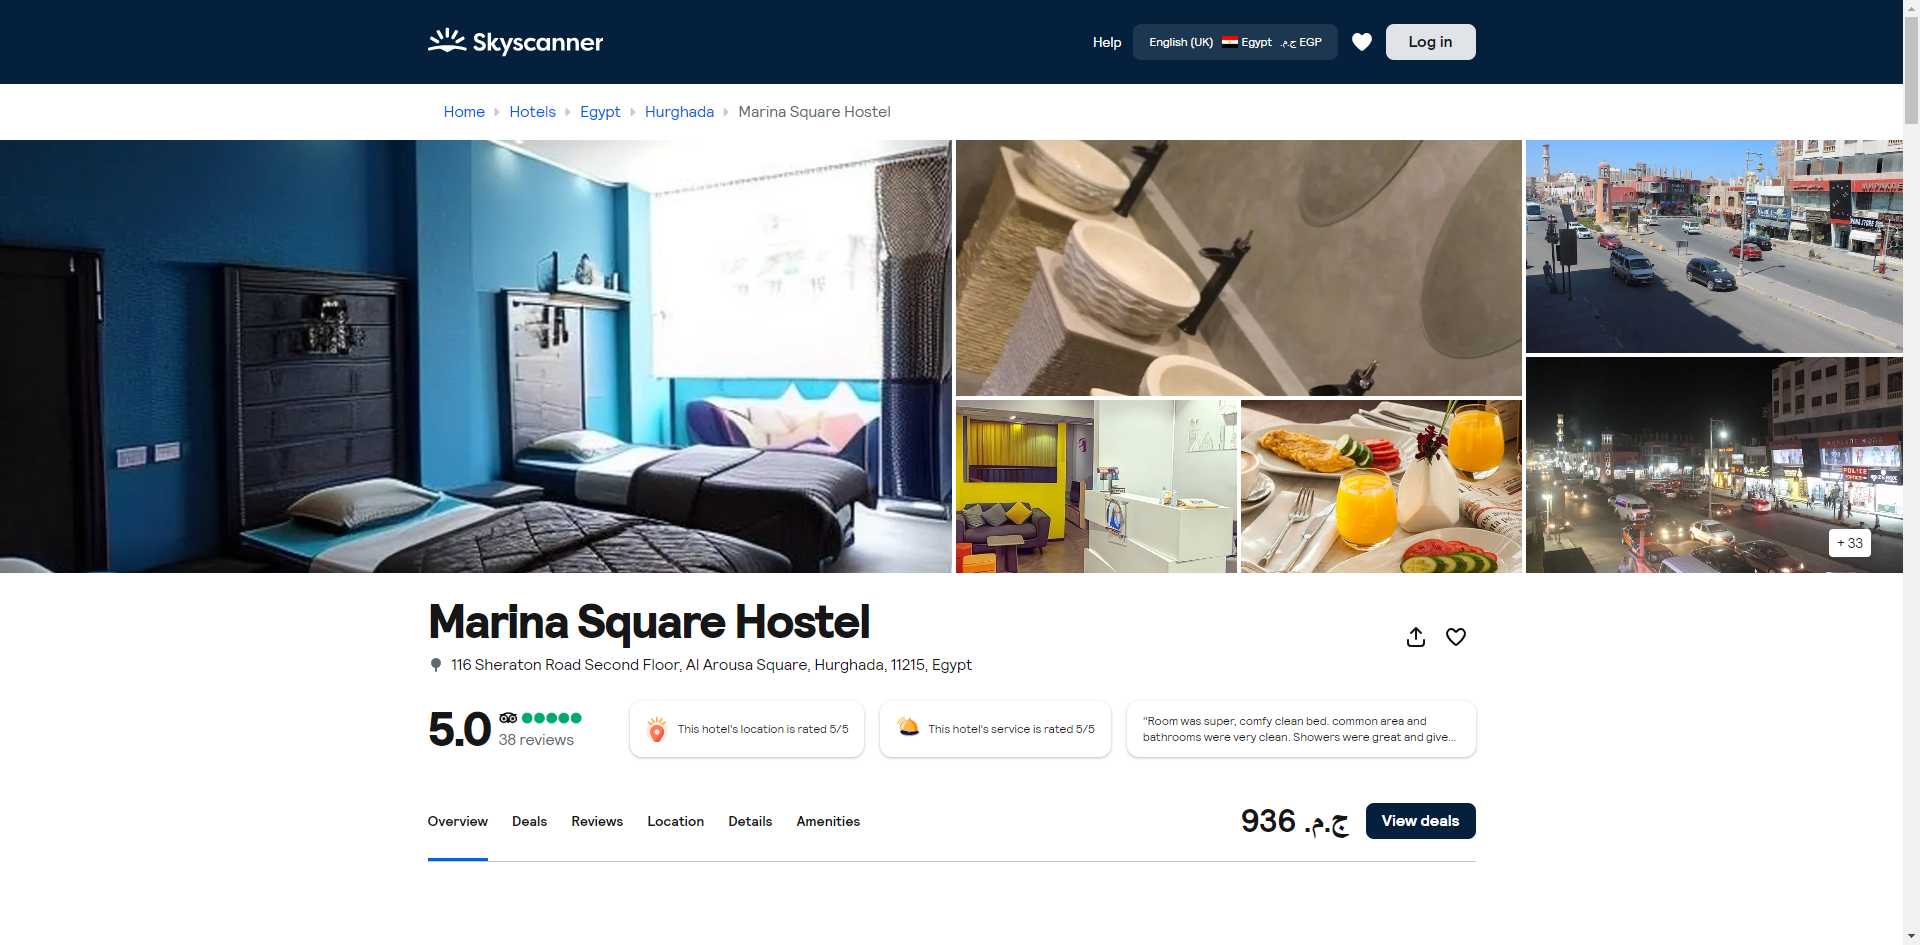 Skyscanner
Help
English (UK) Egypt ج.م.‏ EGP
Log in
Home
Hotels
Egypt
Hurghada
Marina Square Hostel
POLICE
+ 33
Marina Square Hostel
116 Sheraton Road Second Floor, Al Arousa Square, Hurghada, 11215, Egypt
5.0
38 reviews
This hotel's location is rated 5/5
This hotel's service is rated 5/5
"Room was super, comfy clean bed. common area and
bathrooms were very clean. Showers were great and give...
Overview
Deals
Reviews
Location
Details
Amenities
936 ج.م.‏
View deals